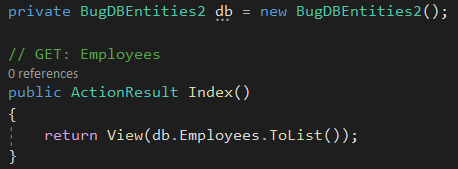 private BugDBEntities2 db = new BugDBEntities2();
// GET: Employees
0 references
public ActionResult Index()
{
return View(db.Employees.ToList());
}